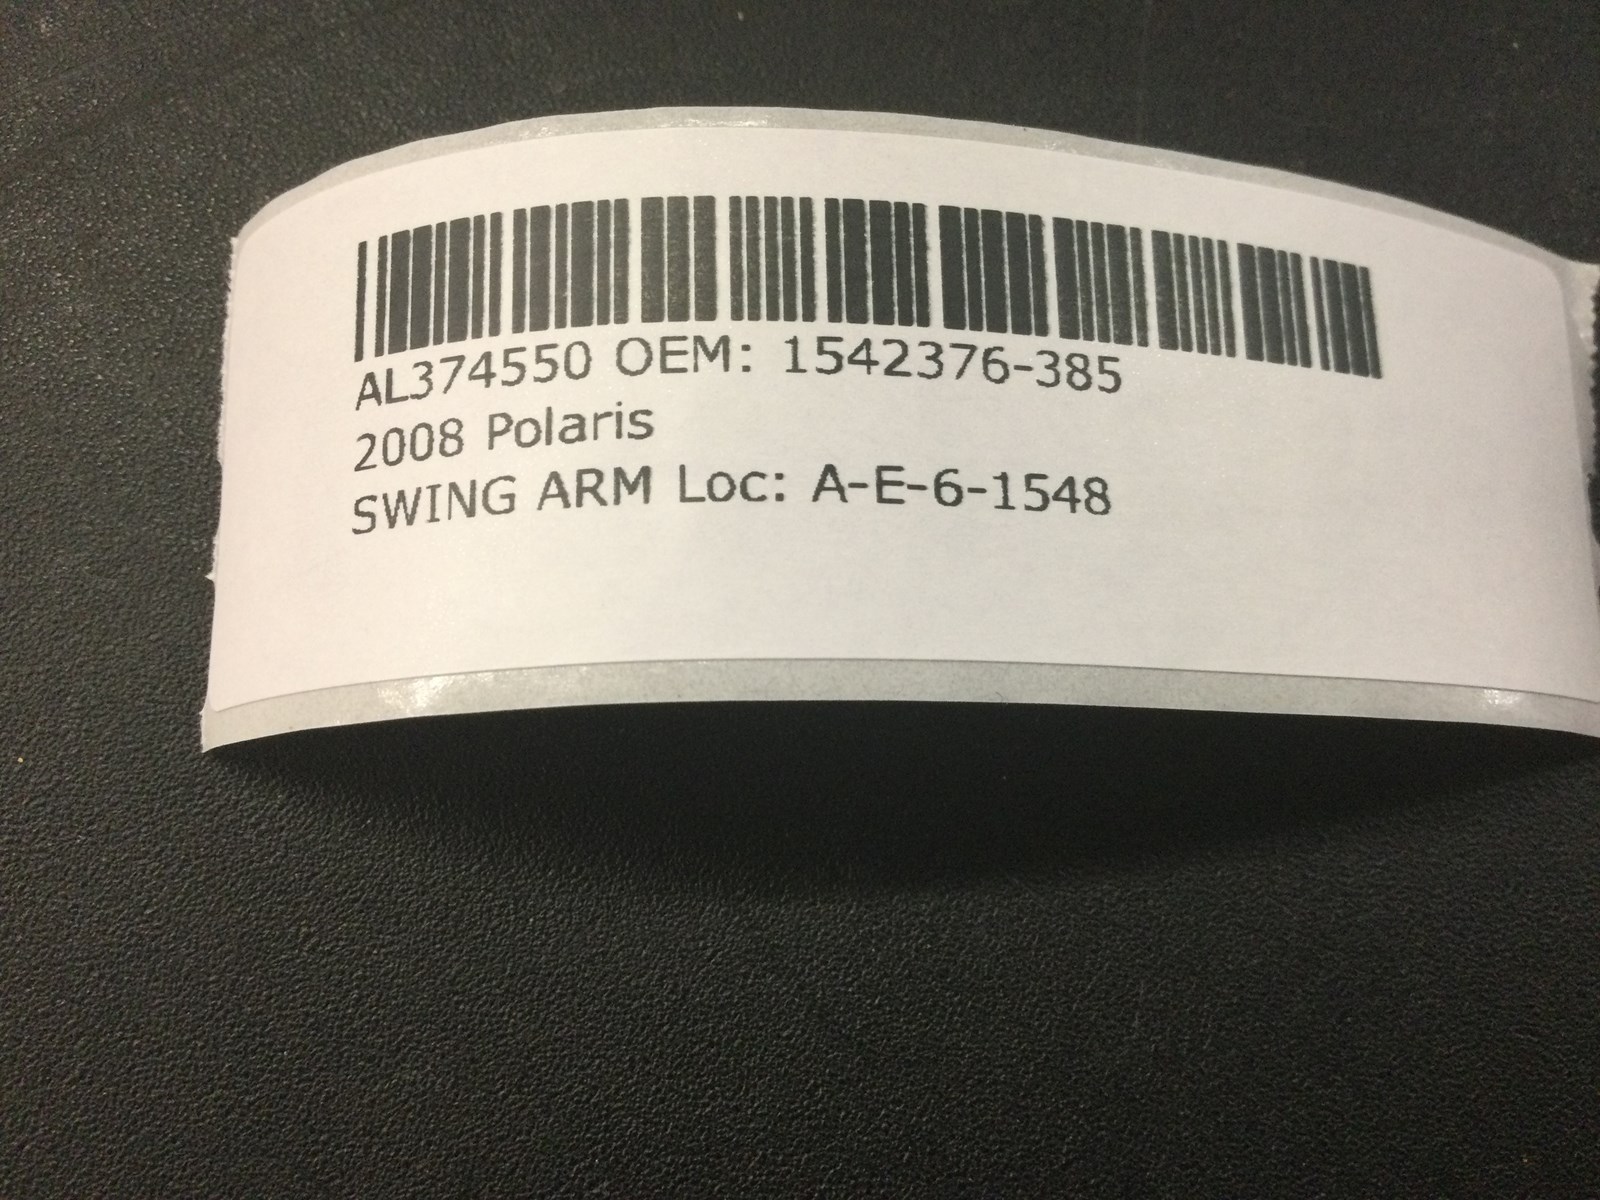 AL374550 OEM: 1542376-385
2008 Polaris
SWING ARM Loc: A-E-6-1548